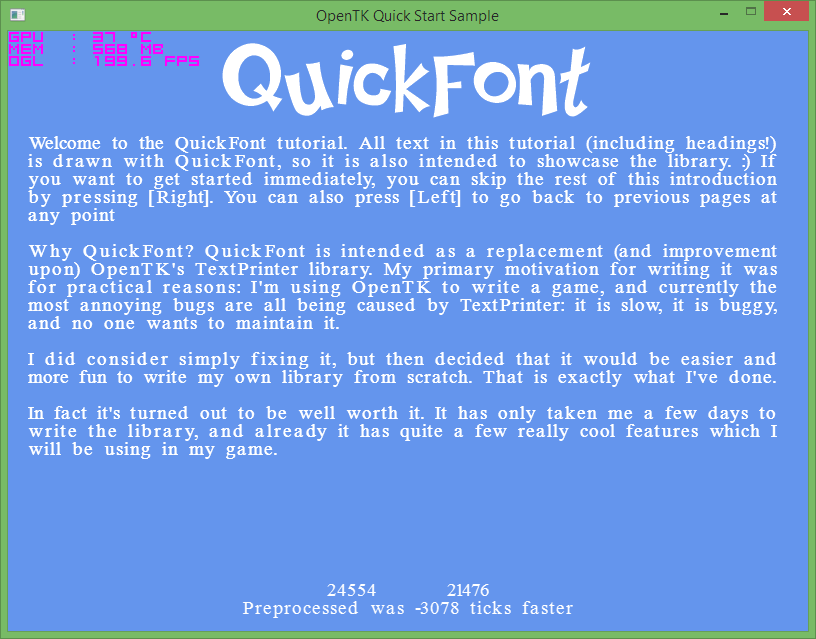 OpenTK Quick Start Sample
GPU : 37 °C
MEM : 568 MB
OGL : 199.6 FPS
QuickFont
Welcome to the QuickFont tutorial. All text in this tutorial (including headings!)
is drawn with QuickFont, so it is also intended to showcase the library. :) If
you want to get started immediately, you can skip the rest of this introduction
by pressing [Right]. You can also press [Left] to go back to previous pages at
any point
Why QuickFont? QuickFont is intended as a replacement (and improvement
upon) OpenTK's TextPrinter library. My primary motivation for writing it was
for practical reasons: I'm using OpenTK to write a game, and currently the
most annoying bugs are all being caused by TextPrinter: it is slow, it is buggy,
and no one wants to maintain it.
I did consider simply fixing it, but then decided that it would be easier and
more fun to write my own library from scratch. That is exactly what I've done.
In fact it's turned out to be well worth it. It has only taken me a few days to
write the library, and already it has quite a few really cool features which I
will be using in my game.
24554 21476
Preprocessed was -3078 ticks faster